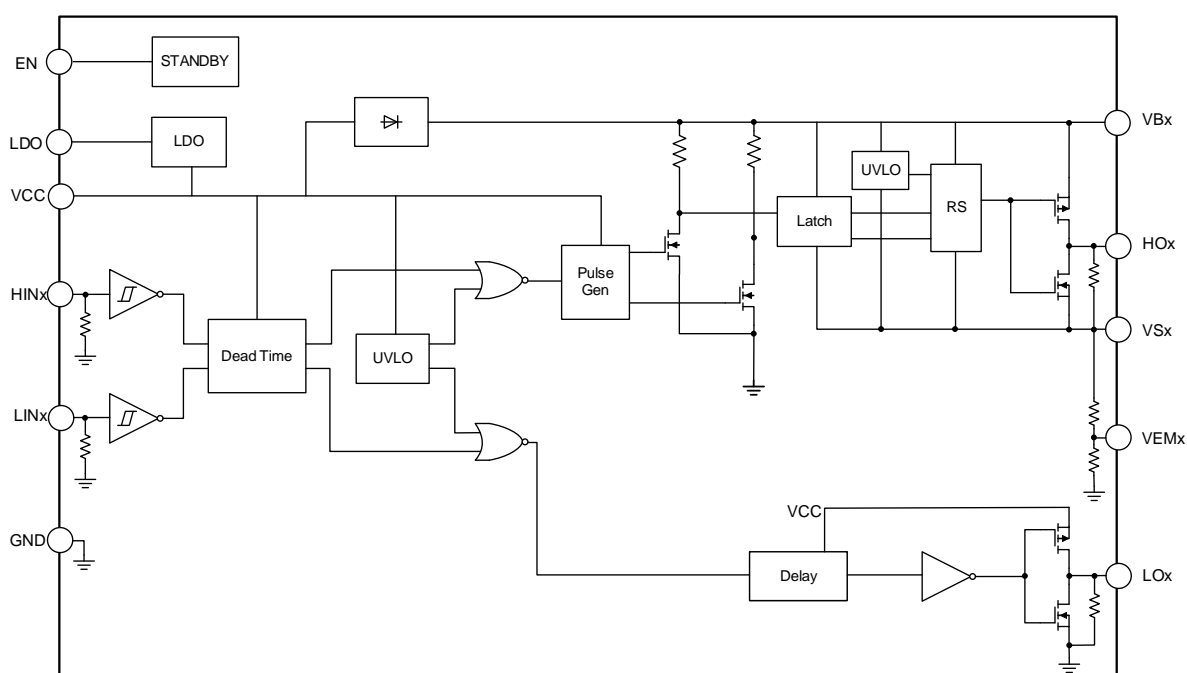 EN
STANDBY
LDO
LDO
VBx
UVLO
VCC
RS
Latch
HOx
Pulse
Gen
HINx
VSx
Dead Time
UVLO
LINx
VEMx
VCC
GND
Delay
LOx